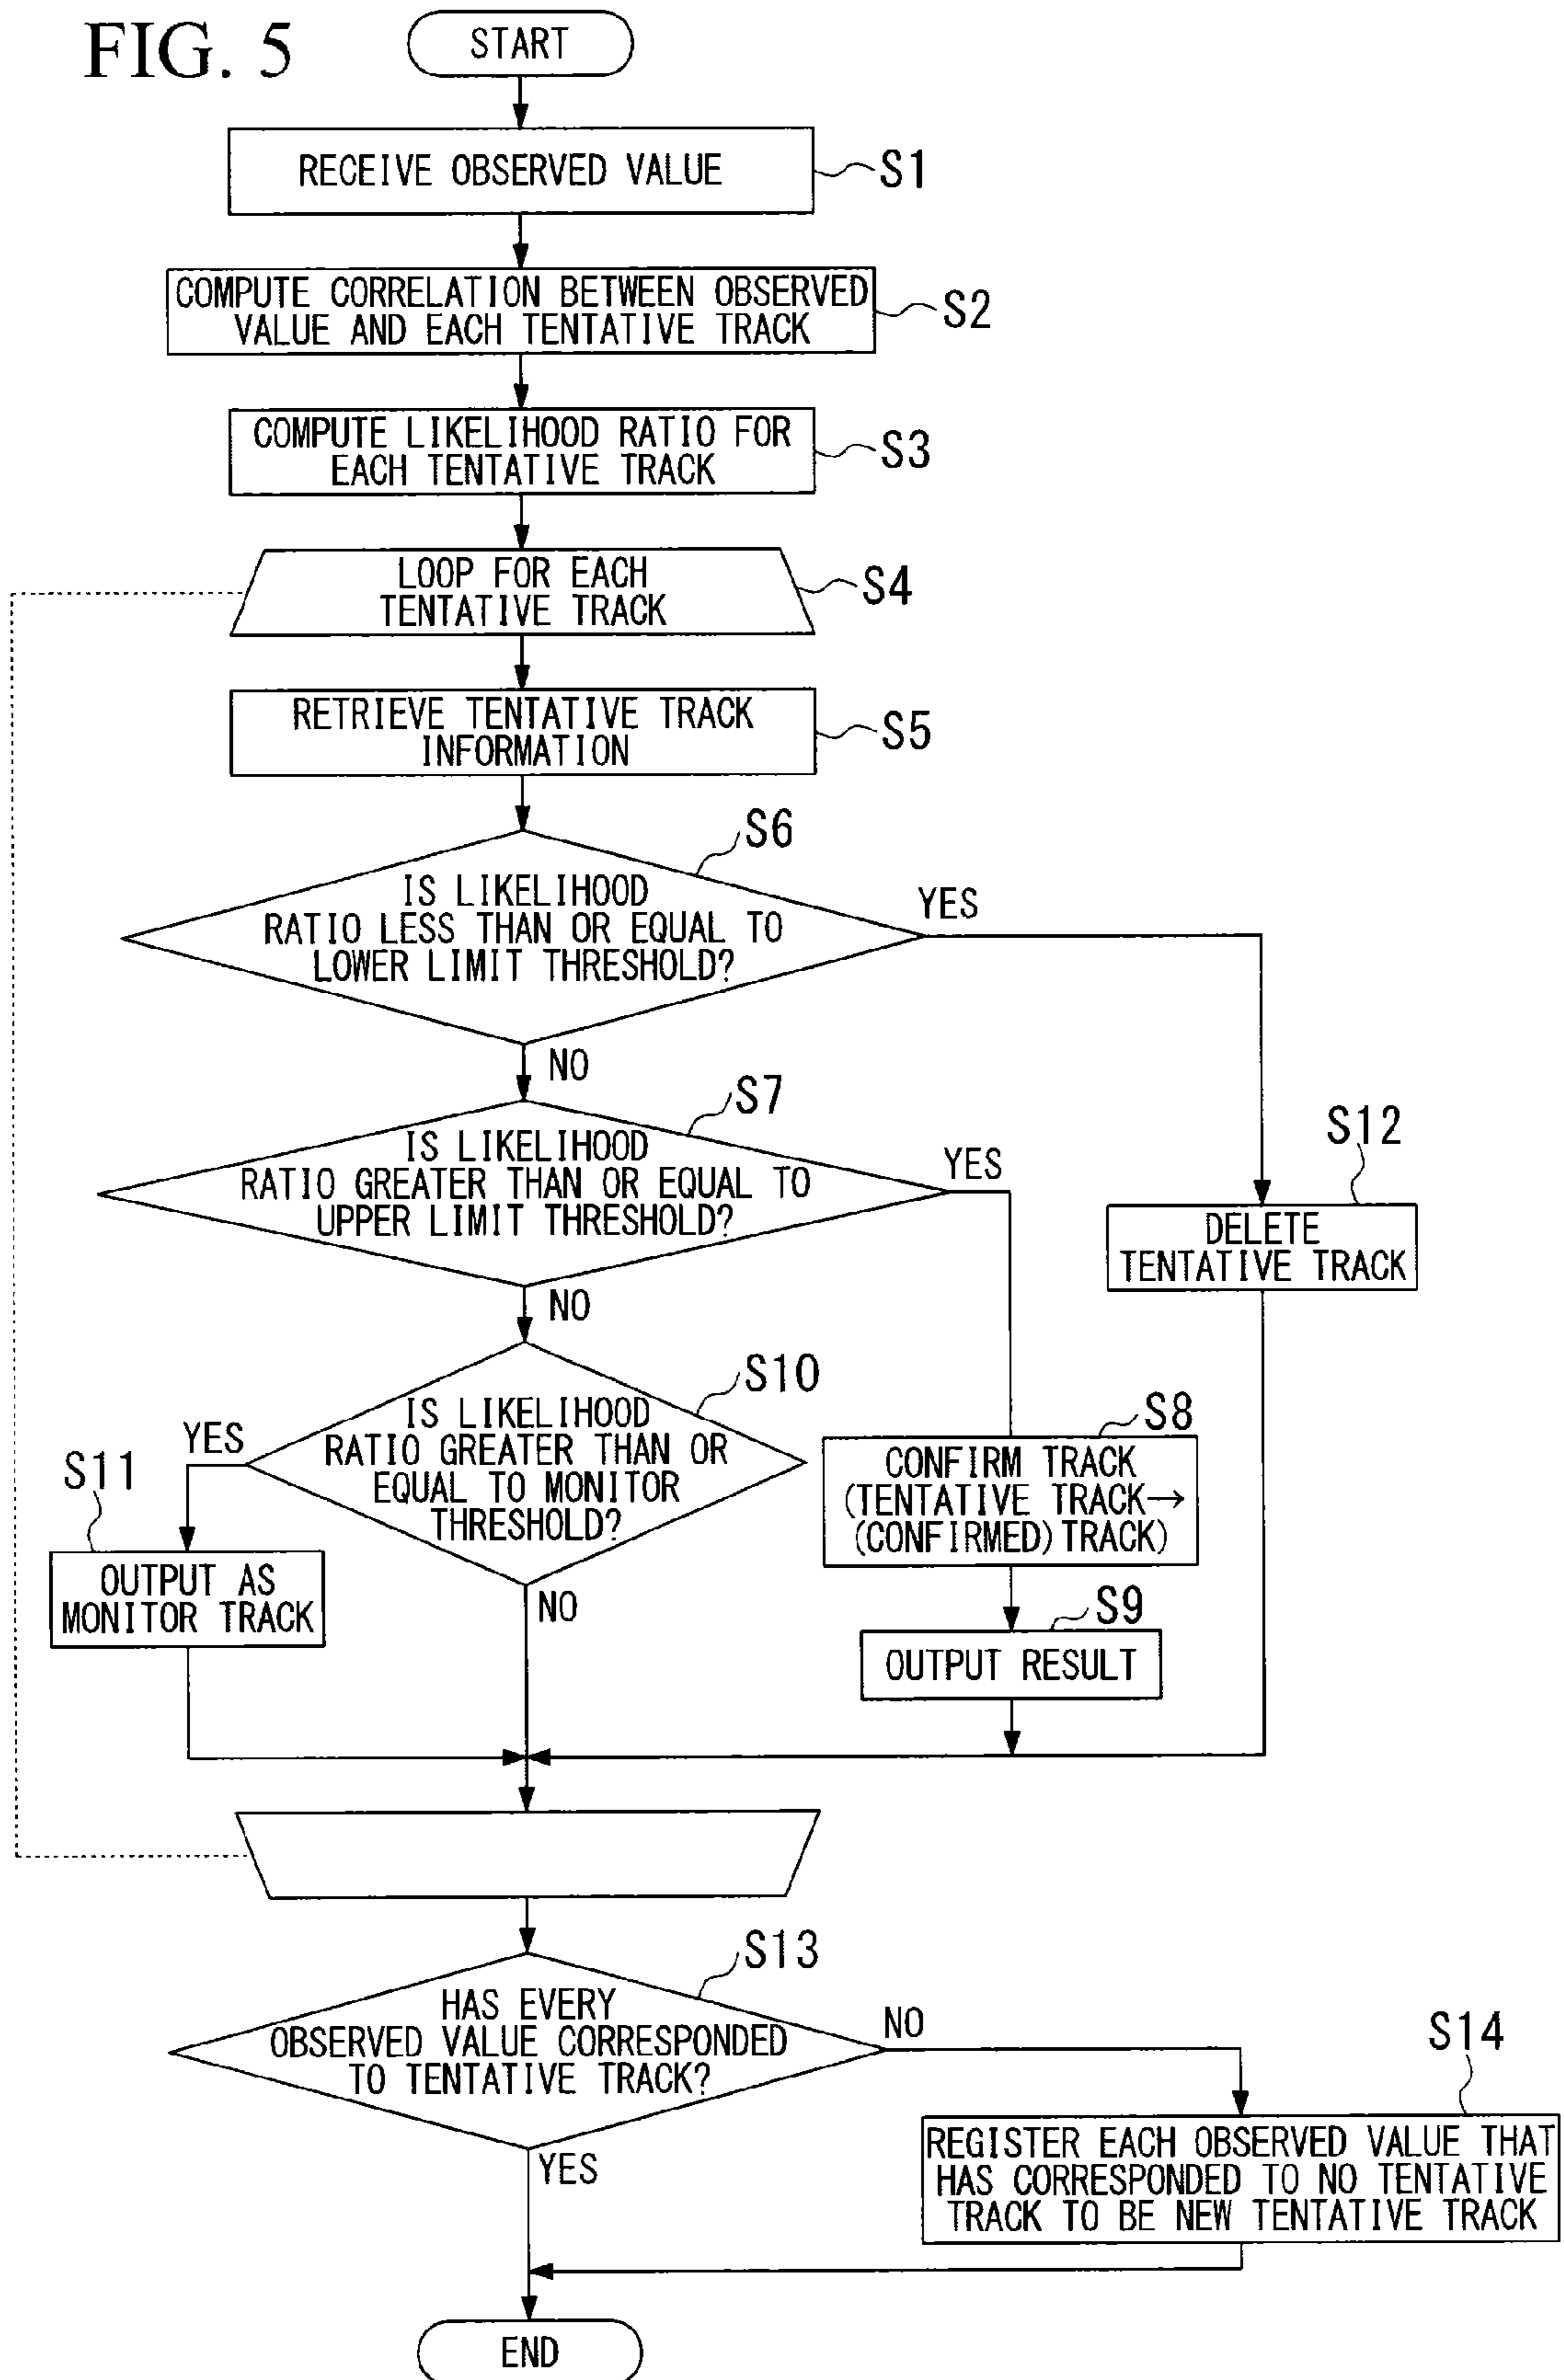 FIG. 5
START
RECEIVE OBSERVED VALUE
S1
COMPUTE CORRELATION BETWEEN OBSERVED
VALUE AND EACH TENTATIVE TRACK
S2
COMPUTE LIKELIHOOD RATIO FOR
EACH TENTATIVE TRACK
S3
LOOP FOR EACH
TENTATIVE TRACK
S4
RETRIEVE TENTATIVE TRACK
INFORMATION
S5
S6
IS LIKELIHOOD
RATIO LESS THAN OR EQUAL TO
LOWER LIMIT THRESHOLD?
YES
NO
S7
IS LIKELIHOOD
RATIO GREATER THAN OR EQUAL TO
UPPER LIMIT THRESHOLD?
YES
NO
S12
DELETE
TENTATIVE TRACK
S10
IS LIKELIHOOD
RATIO GREATER THAN OR
EQUAL TO MONITOR
THRESHOLD?
YES
NO
S11
OUTPUT AS
MONITOR TRACK
S8
CONFIRM TRACK
(TENTATIVE TRACK→
(CONFIRMED) TRACK)
S9
OUTPUT RESULT
S13
HAS EVERY
OBSERVED VALUE CORRESPONDED
TO TENTATIVE TRACK?
NO
YES
S14
REGISTER EACH OBSERVED VALUE THAT
HAS CORRESPONDED TO NO TENTATIVE
TRACK TO BE NEW TENTATIVE TRACK
END